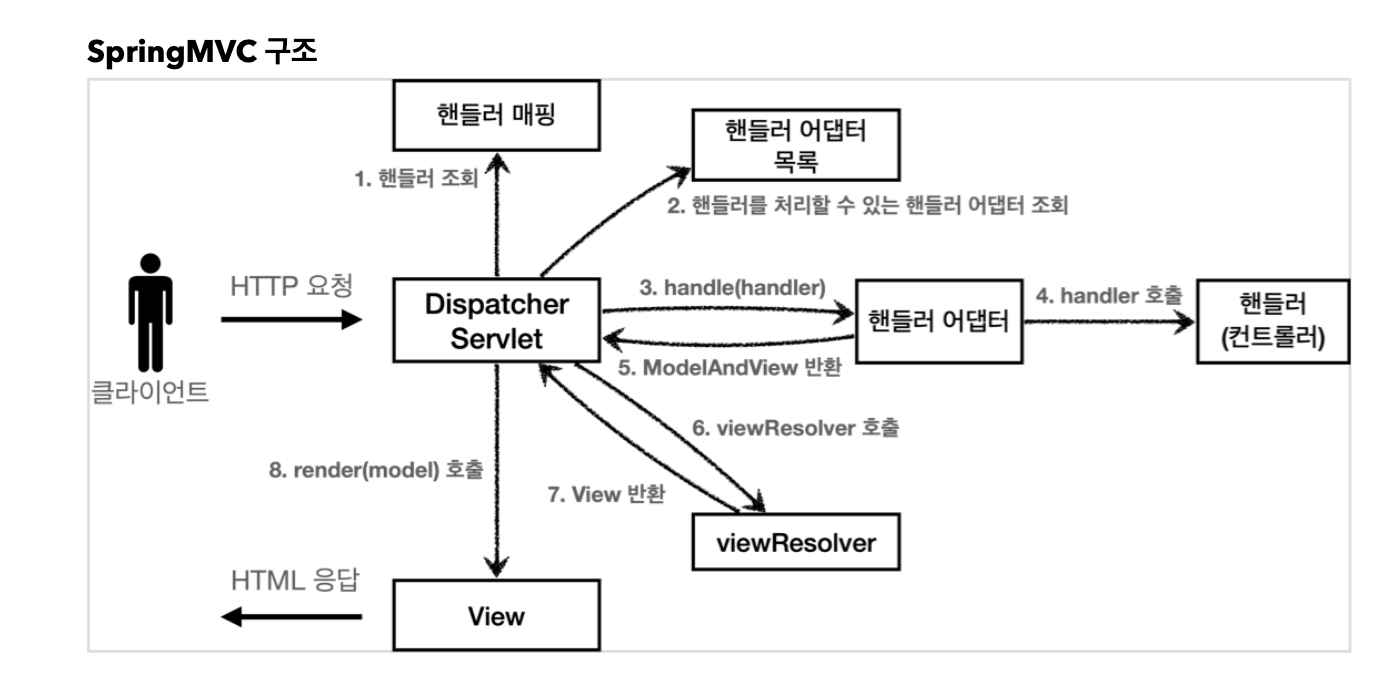 SpringMVC 구조
핸들러 매핑
핸들러 어댑터
목록
1. 핸들러 조회
2. 핸들러를 처리할 수 있는 핸들러 어댑터 조회
HTTP 요청
클라이언트
Dispatcher
Servlet
3. handle(handler)
핸들러 어댑터
4. handler 호출
핸들러
(컨트롤러)
5. ModelAndView 반환
6. viewResolver 호출
7. View 반환
8. render(model) 호출
viewResolver
HTML 응답
View